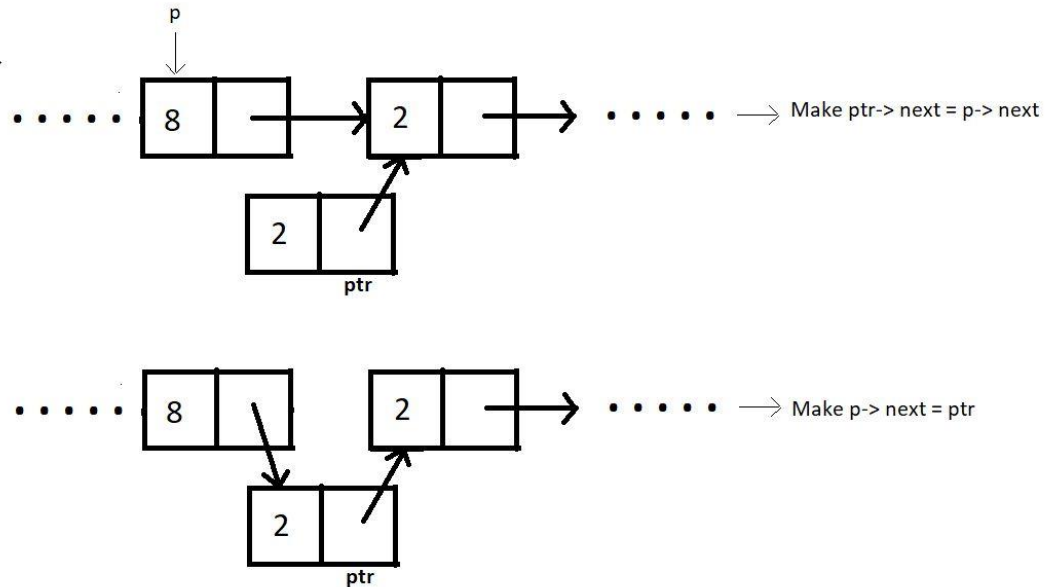 p
8 2 Make ptr-> next = p-> next
2
ptr
8 2 Make p-> next = ptr
2
ptr